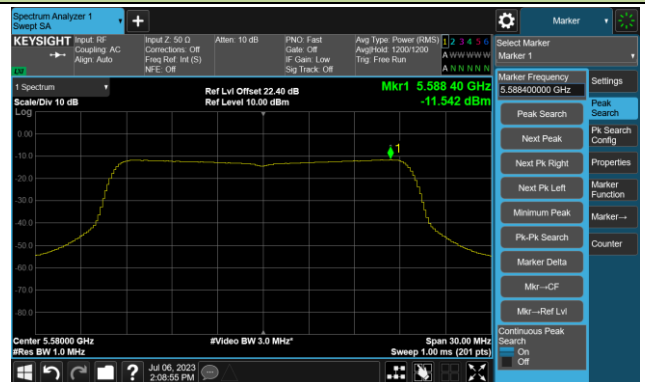 Spectrum Analyzer 1
Swept SA
+
Marker
KEYSIGHT
Input: RF
Coupling: AC
Align: Auto
Input Z: 50 Ω
Corrections: Off
Freq Ref: Int (S)
NFE: Off
Atten: 10 dB
PNO: Fast
Gate: Off
IF Gain: Low
Sig Track: Off
Avg Type: Power (RMS)
Avg|Hold: 1200/1200
Trig: Free Run
1 2 3 4 5 6
A W W W W W
A N N N N N
Select Marker
Marker 1
1 Spectrum
Scale/Div 10 dB
Log
Ref Lvl Offset 22.40 dB
Ref Level 10.00 dBm
Mkr1 5.588 40 GHz
-11.542 dBm
1
0.00
-10.0
-20.0
-30.0
-40.0
-50.0
-60.0
-70.0
-80.0
Center 5.58000 GHz
#Res BW 1.0 MHz
#Video BW 3.0 MHz*
Span 30.00 MHz
Sweep 1.00 ms (201 pts)
Marker Frequency
5.588400000 GHz
Peak Search
Next Peak
Next Pk Right
Next Pk Left
Minimum Peak
Pk-Pk Search
Marker Delta
Mkr→CF
Mkr→Ref Lvl
Continuous Peak
Search
On
Off
Settings
Peak
Search
Pk Search
Config
Properties
Marker
Function
Marker→
Counter
?
Jul 06, 2023
2:08:55 PM